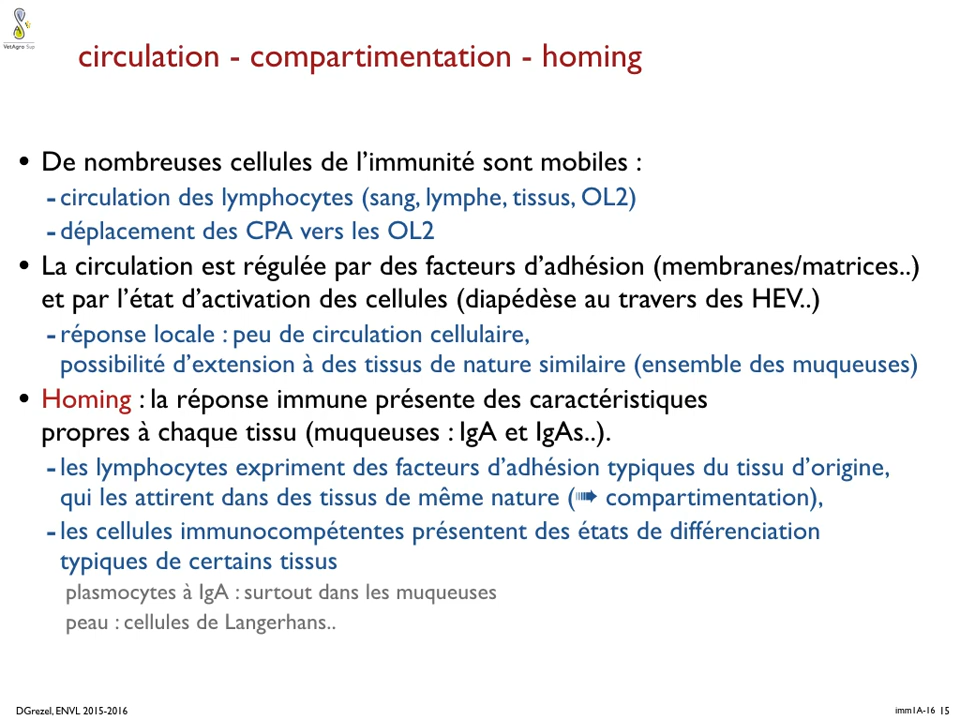 VetAgro Sup
circulation - compartimentation - homing
• De nombreuses cellules de l’immunité sont mobiles :
- circulation des lymphocytes (sang, lymphe, tissus, OL2)
- déplacement des CPA vers les OL2
• La circulation est régulée par des facteurs d’adhésion (membranes/matrices..)
et par l’état d’activation des cellules (diapédèse au travers des HEV..)
- réponse locale : peu de circulation cellulaire,
possibilité d’extension à des tissus de nature similaire (ensemble des muqueuses)
• Homing : la réponse immune présente des caractéristiques
propres à chaque tissu (muqueuses : IgA et IgAs..).
- les lymphocytes expriment des facteurs d’adhésion typiques du tissu d’origine,
qui les attirent dans des tissus de même nature (➠ compartimentation),
- les cellules immunocompétentes présentent des états de différenciation
typiques de certains tissus
plasmocytes à IgA : surtout dans les muqueuses
peau : cellules de Langerhans..
DGrezel, ENVL 2015-2016
imm1A-16 15